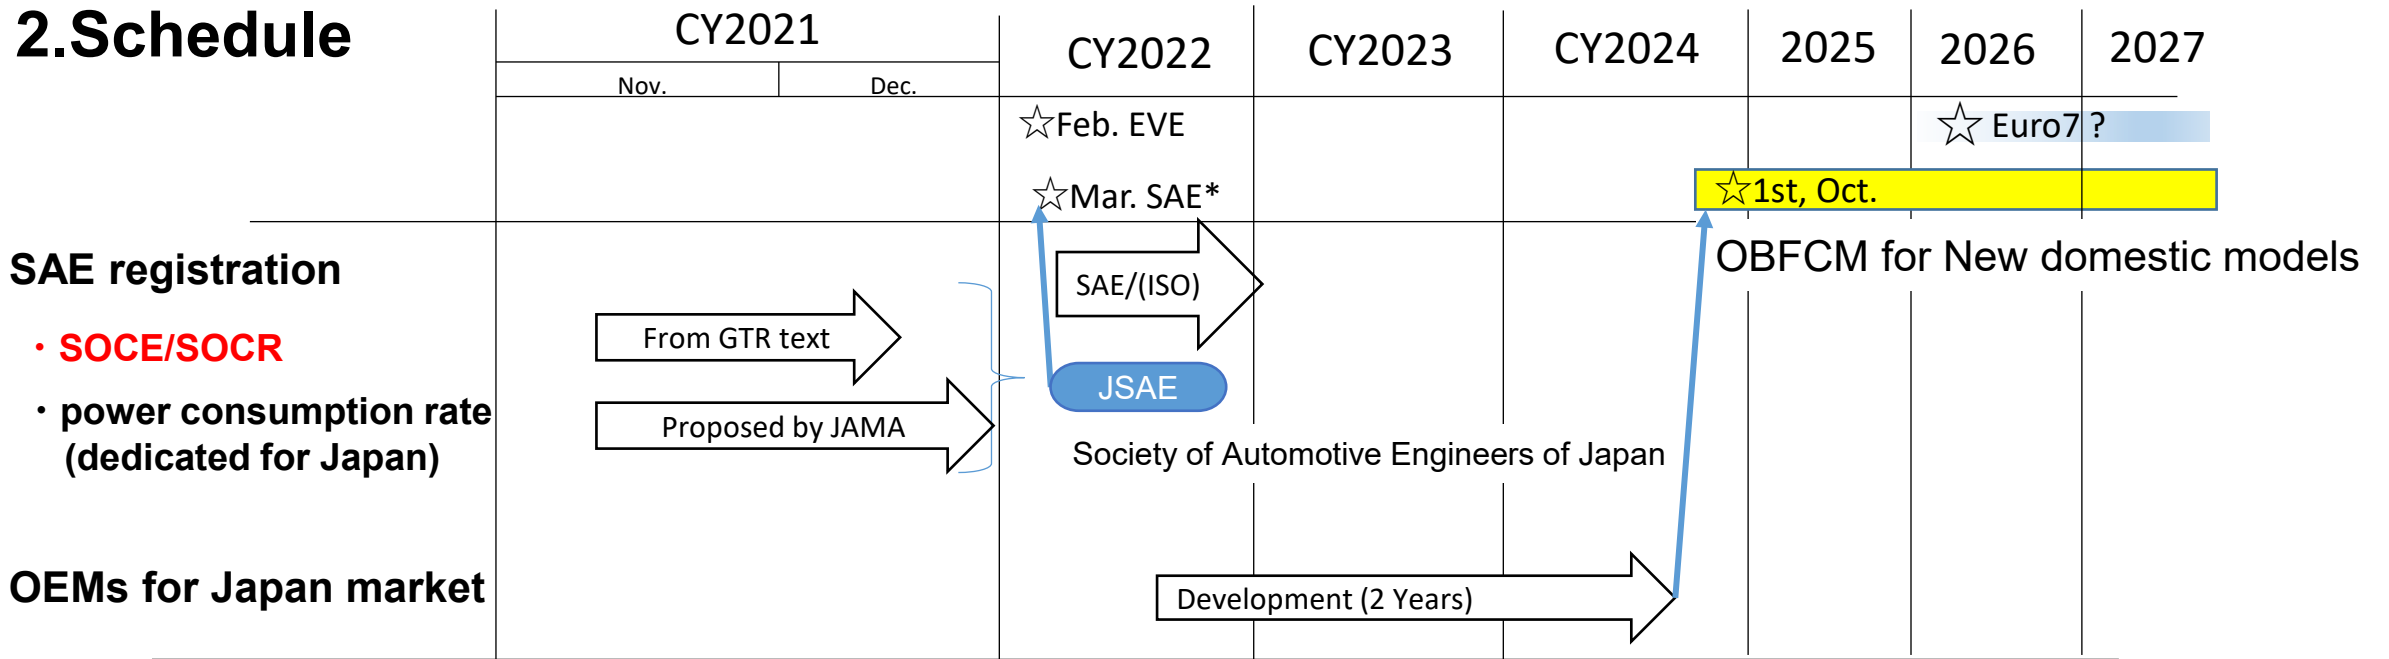 2.Schedule
CY2021
Nov.
Dec.
CY2022
CY2023
CY2024
2025
2026
2027
☆Feb. EVE
☆ Euro7 ?
☆Mar. SAE*
☆1st, Oct.
OBFCM for New domestic models
SAE registration
・SOCE/SOCR
・power consumption rate
(dedicated for Japan)
From GTR text
Proposed by JAMA
SAE/(ISO)
JSAE
Society of Automotive Engineers of Japan
OEMs for Japan market
Development (2 Years)